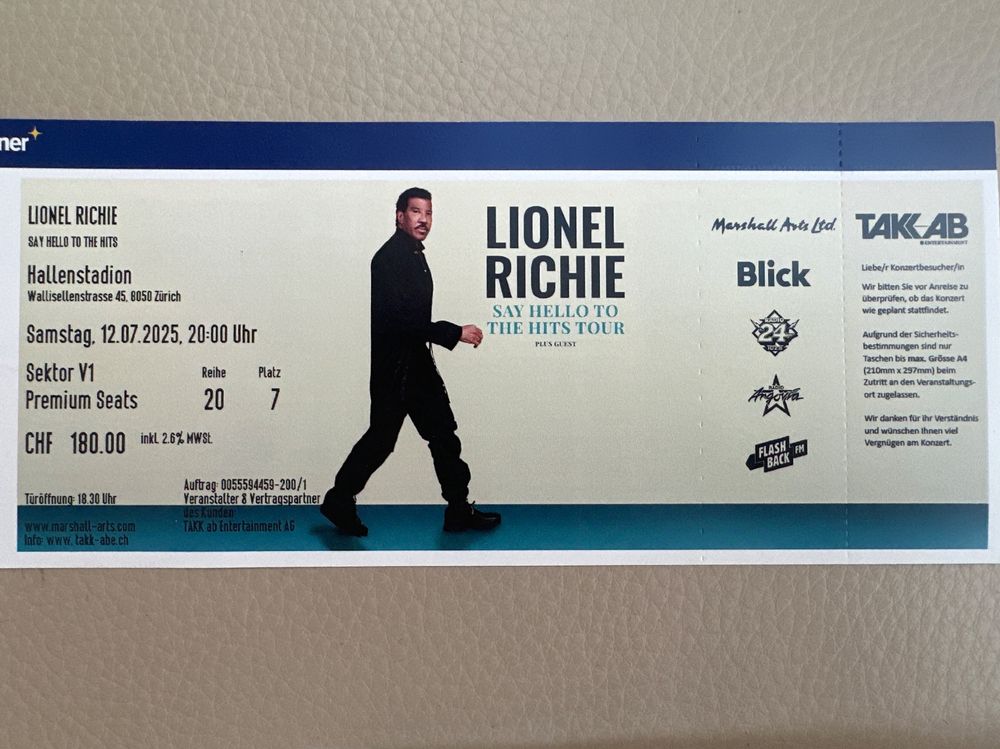 ner
LIONEL RICHIE
SAY HELLO TO THE HITS
Hallenstadion
Wallisellenstrasse 45, 8050 Zürich
Samstag, 12.07.2025, 20:00 Uhr
Sektor V1 Reihe Platz
Premium Seats 20 7
CHF 180.00 inkl. 2.6% MWSt.
Türöffnung: 18.30 Uhr
www.marshall-arts.com
Info: www. takk-abe.ch
Auftrag: 0055594459-200/1
Veranstalter & Vertragspartner
des Kunden:
TAKK ab Entertainment AG
LIONEL
RICHIE
SAY HELLO TO
THE HITS TOUR
PLUS GUEST
Marshall Arts Ltd.
Blick
RADIO
24
RADIO
Argovia
FLASH
BACK FM
TAKK-AB
ENTERTAINMENT
Liebe/r Konzertbesucher/in
Wir bitten Sie vor Anreise zu
überprüfen, ob das Konzert
wie geplant stattfindet.
Aufgrund der Sicherheits-
bestimmungen sind nur
Taschen bis max. Grösse A4
(210mm x 297mm) beim
Zutritt an den Veranstaltungs-
ort zugelassen.
Wir danken für Ihr Verständnis
und wünschen Ihnen viel
Vergnügen am Konzert.